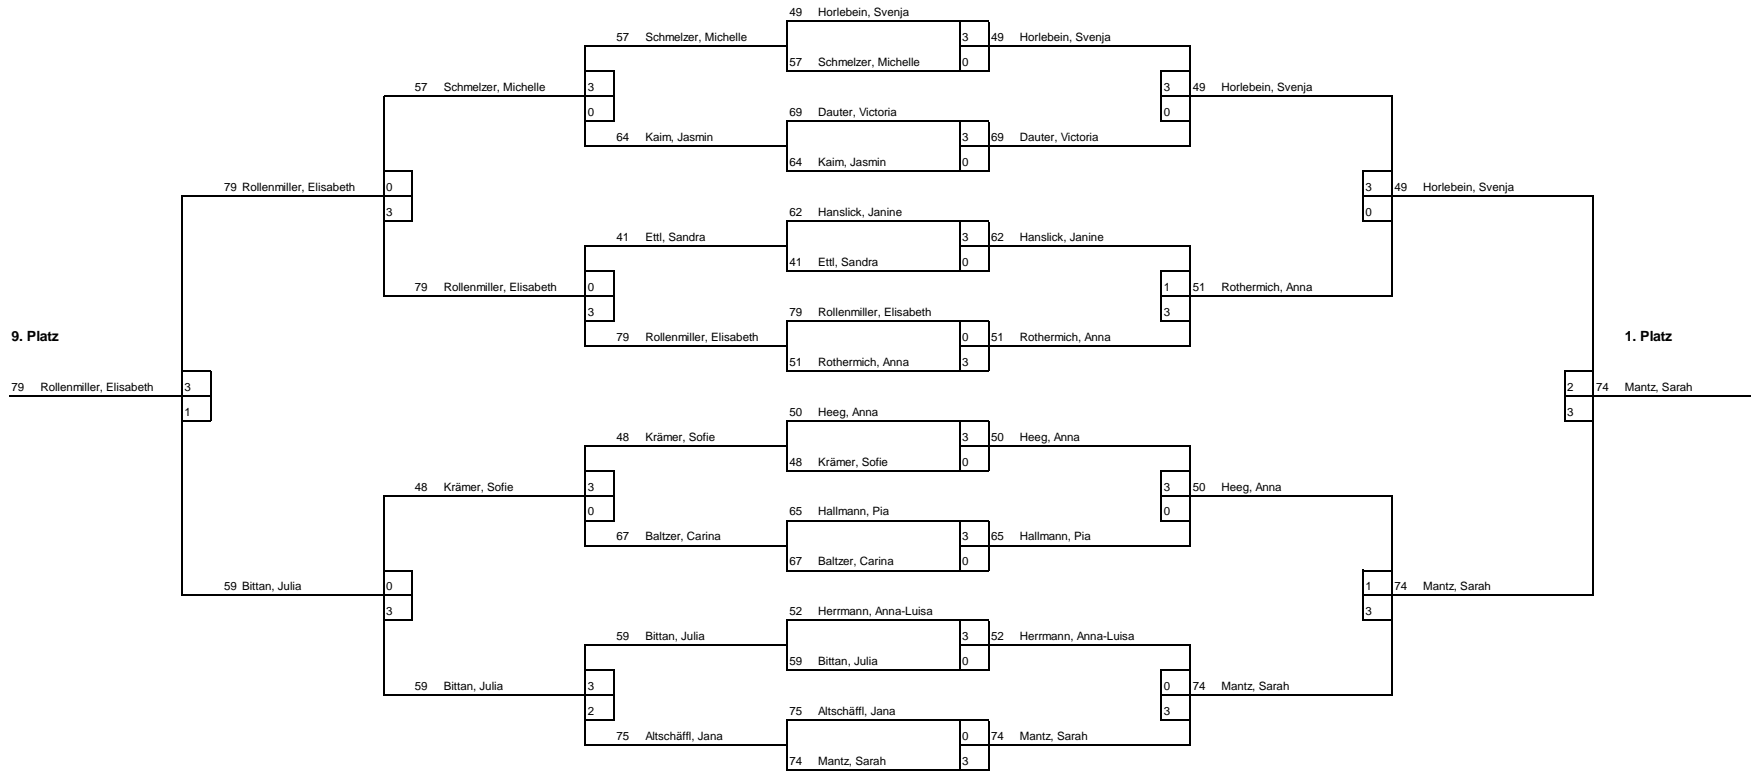 49 Horlebein, Svenja
57 Schmelzer, Michelle 3 49 Horlebein, Svenja
57 Schmelzer, Michelle 0
57 Schmelzer, Michelle 3 3 49 Horlebein, Svenja
0 69 Dauter, Victoria 0
64 Kaim, Jasmin 3 69 Dauter, Victoria
64 Kaim, Jasmin 0
79 Rollenmiller, Elisabeth 0 3 49 Horlebein, Svenja
3 62 Hanslick, Janine 0
41 Ettl, Sandra 3 62 Hanslick, Janine
41 Ettl, Sandra 0
79 Rollenmiller, Elisabeth 0 1 51 Rothermich, Anna
3 79 Rollenmiller, Elisabeth 3
9. Platz 79 Rollenmiller, Elisabeth 0 51 Rothermich, Anna 1. Platz
51 Rothermich, Anna 3
79 Rollenmiller, Elisabeth 3 2 74 Mantz, Sarah
1 50 Heeg, Anna 3
48 Krämer, Sofie 3 50 Heeg, Anna
48 Krämer, Sofie 0
48 Krämer, Sofie 3 3 50 Heeg, Anna
0 65 Hallmann, Pia 0
67 Baltzer, Carina 3 65 Hallmann, Pia
67 Baltzer, Carina 0
59 Bittan, Julia 0 1 74 Mantz, Sarah
3 52 Herrmann, Anna-Luisa 3
59 Bittan, Julia 3 52 Herrmann, Anna-Luisa
59 Bittan, Julia 0
59 Bittan, Julia 3 0 74 Mantz, Sarah
2 75 Altschäffl, Jana 3
75 Altschäffl, Jana 0 74 Mantz, Sarah
74 Mantz, Sarah 3